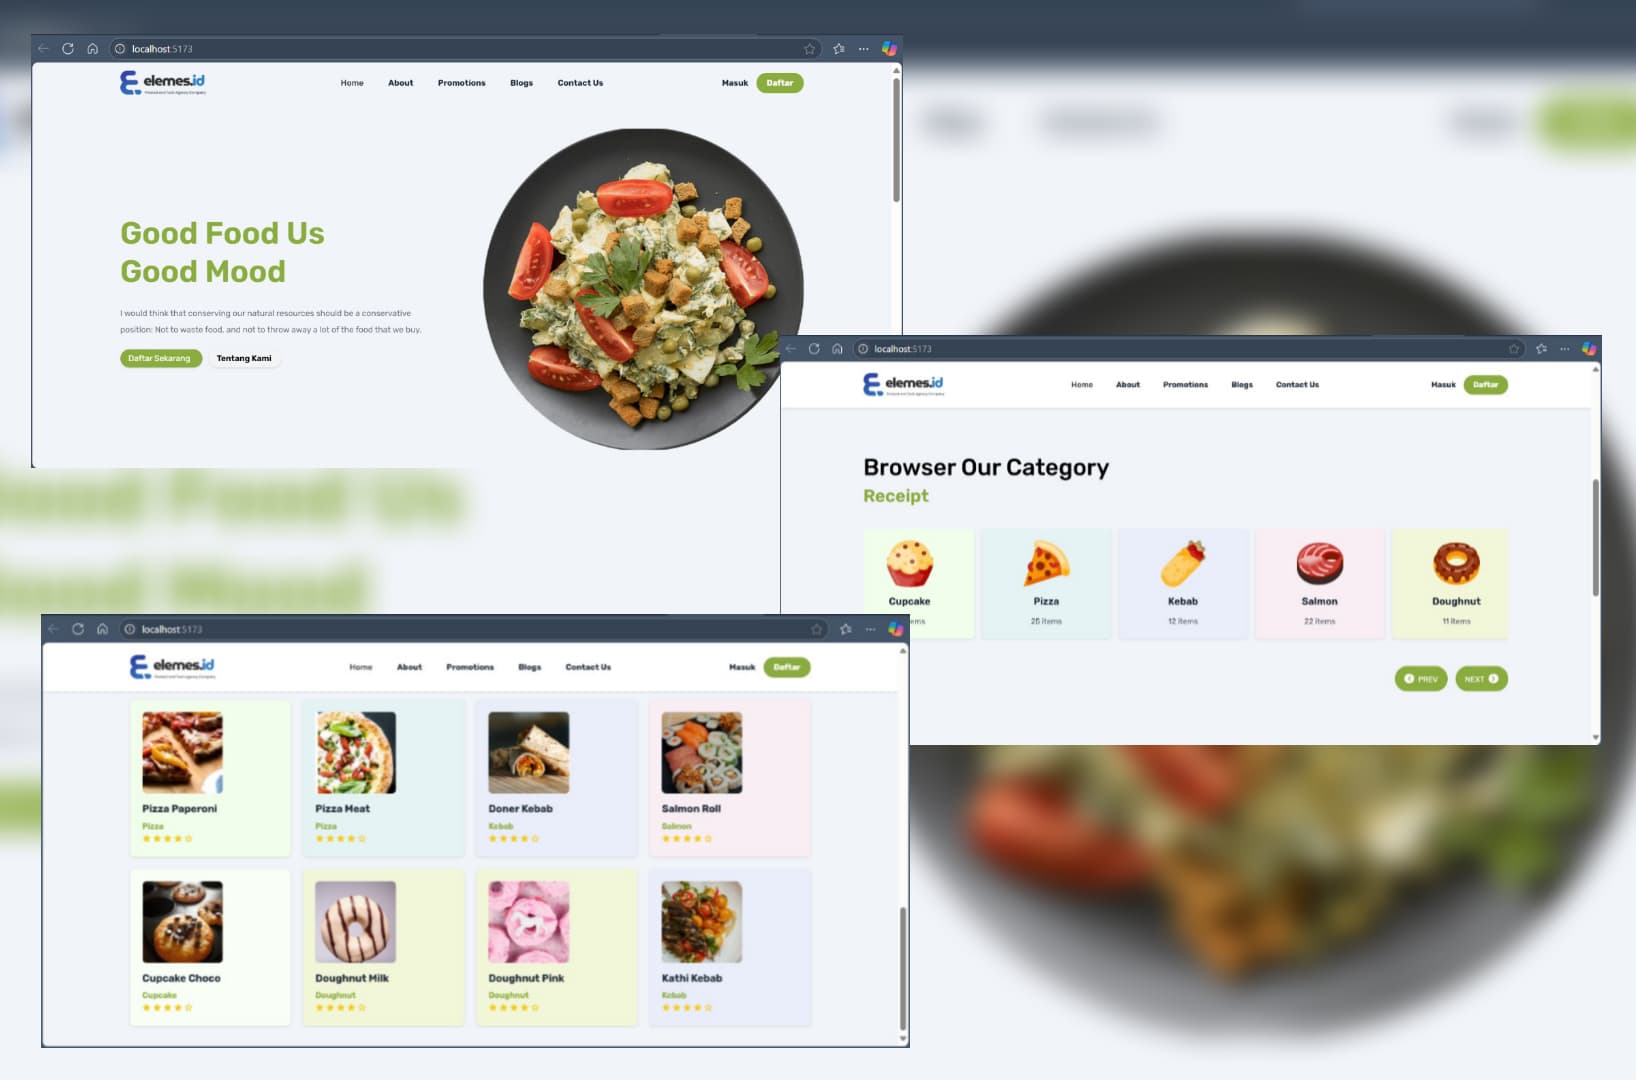 localhost:5173
elemes.id
Home About Promotions Blogs Contact Us Masuk Daftar
Good Food Us
Good Mood
I would think that conserving our natural resources should be a conservative
position: Not to waste food, and not to throw away a lot of the food that we buy.
Daftar Sekarang Tentang Kami
localhost:5173
elemes.id
Home About Promotions Blogs Contact Us Masuk Daftar
Browser Our Category
Receipt
Cupcake Pizza Kebab Salmon Doughnut
25 Items 12 Items 22 Items 11 Items
PREV NEXT
localhost:5173
elemes.id
Home About Promotions Blogs Contact Us Masuk Daftar
Pizza Paperoni Pizza Meat Doner Kebab Salmon Roll
Pizza Pizza Kebab Salmon
Cupcake Choco Doughnut Milk Doughnut Pink Kathi Kebab
Cupcake Doughnut Doughnut Kebab